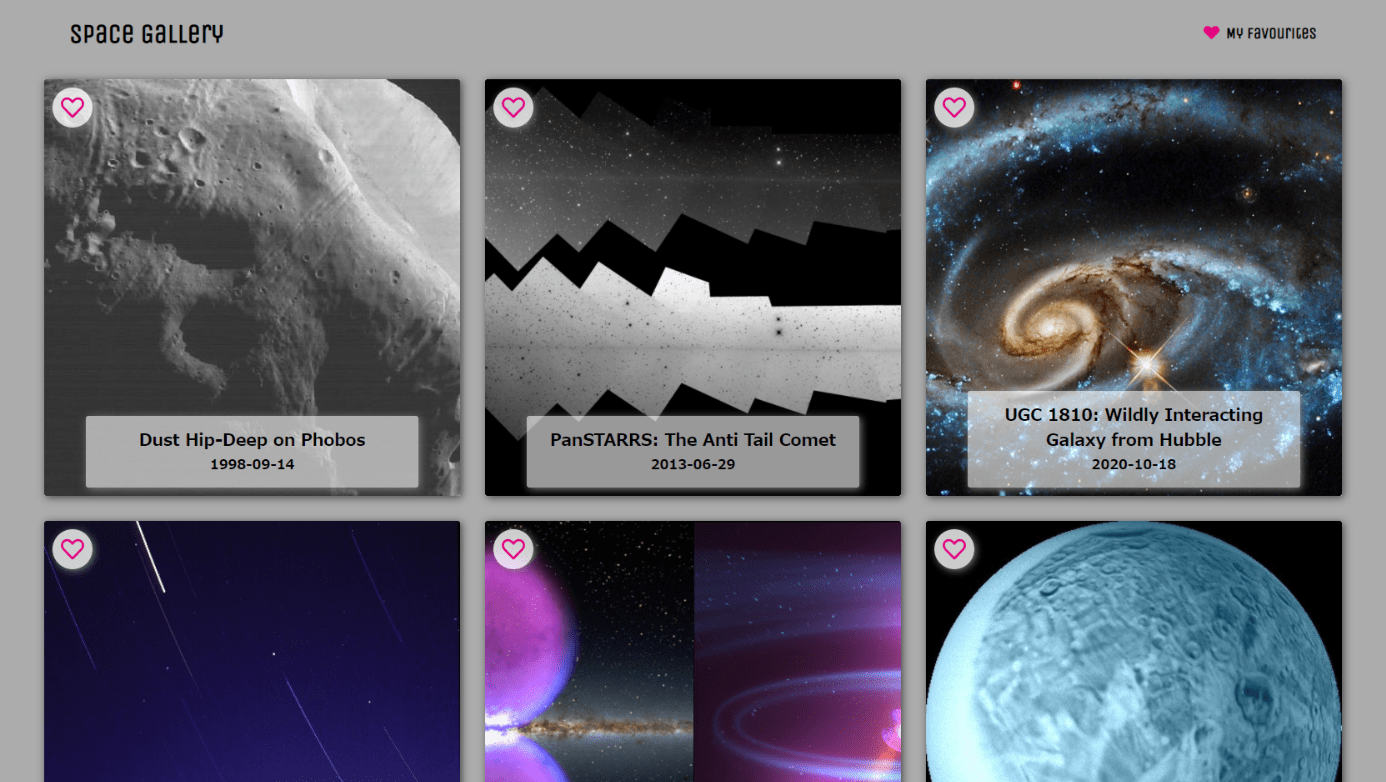 Space Gallery
My Favourites
Dust Hip-Deep on Phobos
1998-09-14
PanSTARRS: The Anti Tail Comet
2013-06-29
UGC 1810: Wildly Interacting
Galaxy from Hubble
2020-10-18